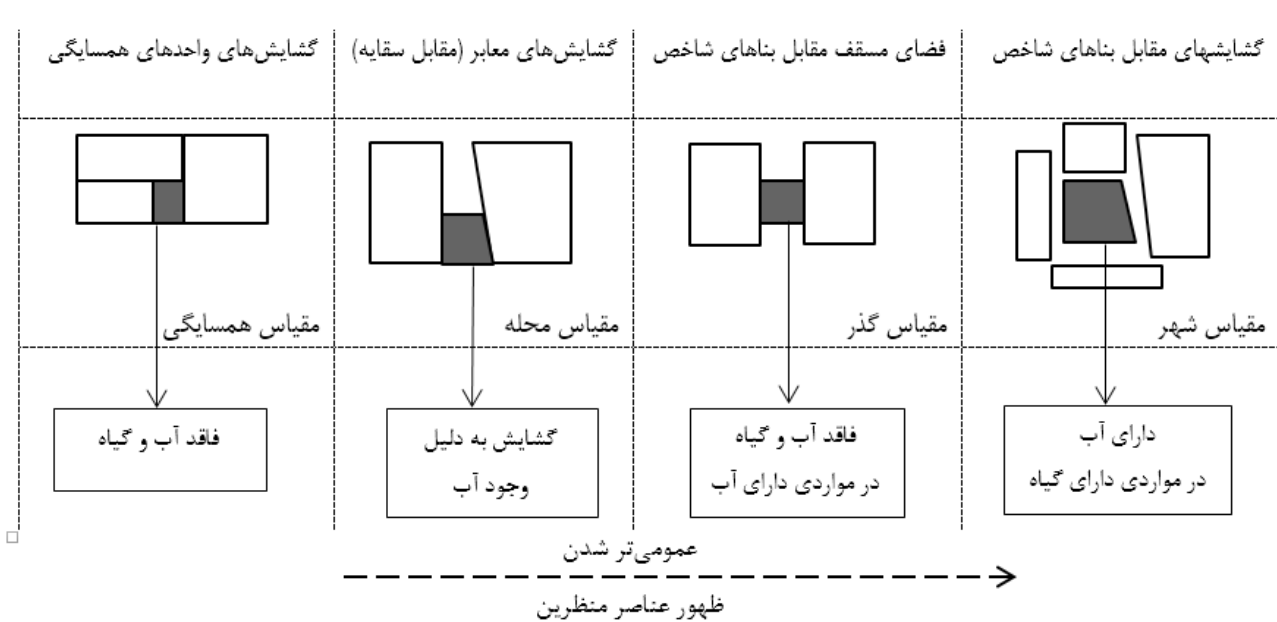 گشایشهای مقابل بناهای شاخص
فضای مسقف مقابل بناهای شاخص
گشایش‌های معابر (مقابل سقایه)
گشایش‌های واحدهای همسایگی
مقیاس شهر
مقیاس گذر
مقیاس محله
مقیاس همسایگی
دارای آب
در مواردی دارای گیاه
فاقد آب و گیاه
در مواردی دارای آب
گشایش به دلیل
وجود آب
فاقد آب و گیاه
عمومی‌تر شدن
ظهور عناصر منظرین